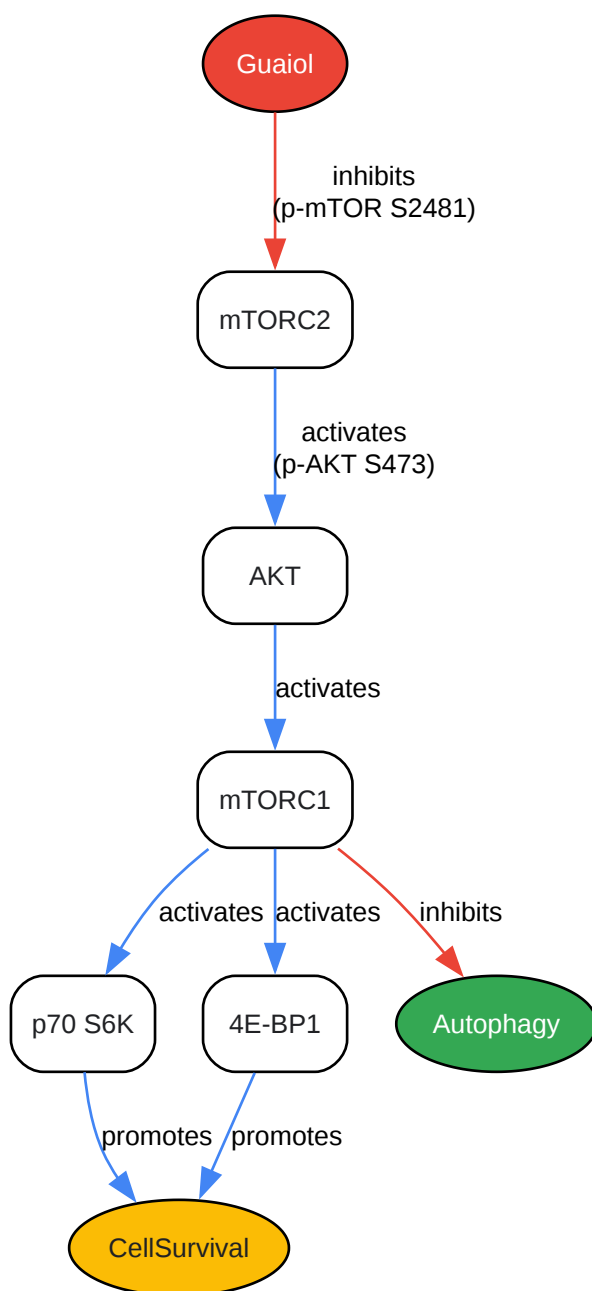 Guaiol
inhibits
(p-mTOR S2481)
mTORC2
activates
(p-AKT S473)
AKT
activates
mTORC1
activates
activates
inhibits
p70 S6K
4E-BP1
Autophagy
promotes
promotes
CellSurvival